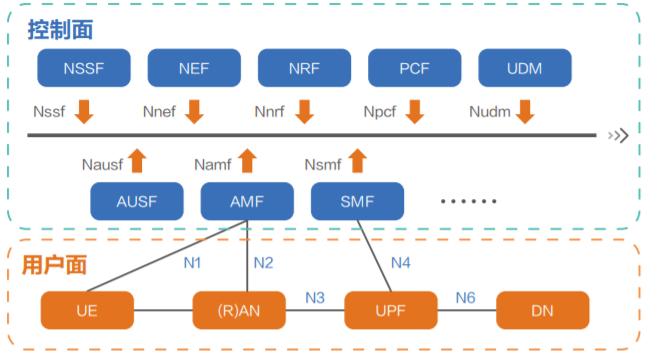 控制面
NSSF NEF NRF PCF UDM
Nssf Nnef Nnrf Npcf Nudm
Nausf Namf Nsmf
AUSF AMF SMF ······
用户面
N1 N2 N4
UE (R)AN N3 UPF N6 DN